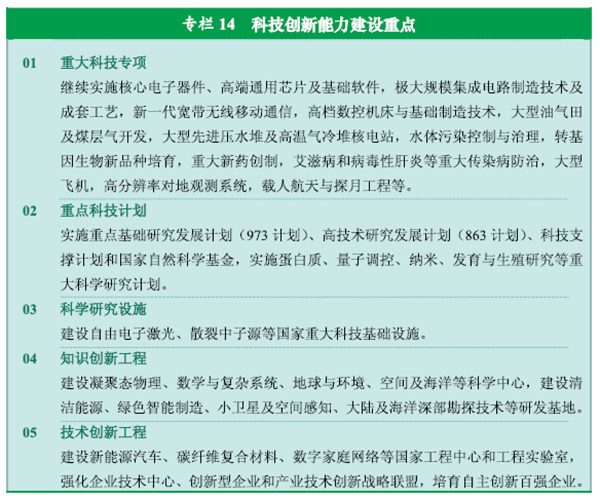 专栏 14 科技创新能力建设重点
01 重大科技专项
继续实施核心电子器件、高端通用芯片及基础软件，极大规模集成电路制造技术及
成套工艺，新一代宽带无线移动通信，高档数控机床与基础制造技术，大型油气田
及煤层气开发，大型先进压水堆及高温气冷堆核电站，水体污染控制与治理，转基
因生物新品种培育，重大新药创制，艾滋病和病毒性肝炎等重大传染病防治，大型
飞机，高分辨率对地观测系统，载人航天与探月工程等。
02 重点科技计划
实施重点基础研究发展计划（973 计划）、高技术研究发展计划（863 计划）、科技支
撑计划和国家自然科学基金，实施蛋白质、量子调控、纳米、发育与生殖研究等重
大科学研究计划。
03 科学研究设施
建设自由电子激光、散裂中子源等国家重大科技基础设施。
04 知识创新工程
建设凝聚态物理、数学与复杂系统、地球与环境、空间及海洋等科学中心，建设清
洁能源、绿色智能制造、小卫星及空间感知、大陆及海洋深部勘探技术等研发基地。
05 技术创新工程
建设新能源汽车、碳纤维复合材料、数字家庭网络等国家工程中心和工程实验室，
强化企业技术中心、创新型企业和产业技术创新战略联盟，培育自主创新百强企业。